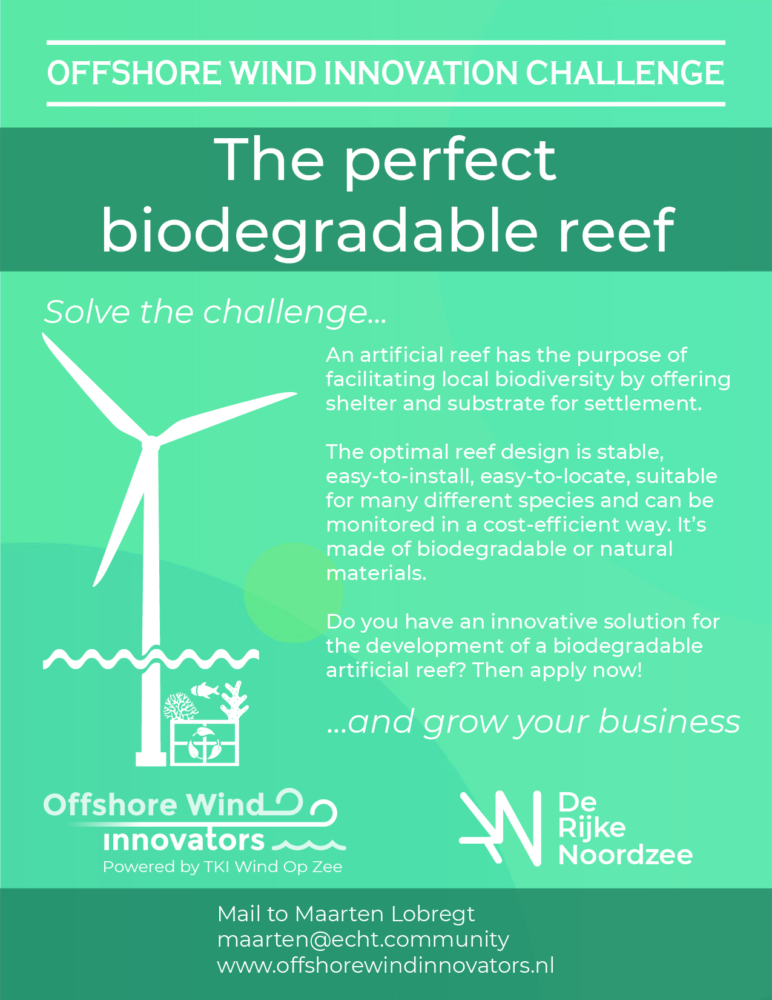 OFFSHORE WIND INNOVATION CHALLENGE
The perfect
biodegradable reef
Solve the challenge...
An artificial reef has the purpose of
facilitating local biodiversity by offering
shelter and substrate for settlement.
The optimal reef design is stable,
easy-to-install, easy-to-locate, suitable
for many different species and can be
monitored in a cost-efficient way. It’s
made of biodegradable or natural
materials.
Do you have an innovative solution for
the development of a biodegradable
artificial reef? Then apply now!
...and grow your business
Offshore Wind
innovators
Powered by TKI Wind Op Zee
De
Rijke
Noordzee
Mail to Maarten Lobregt
maarten@echt.community
www.offshorewindinnovators.nl